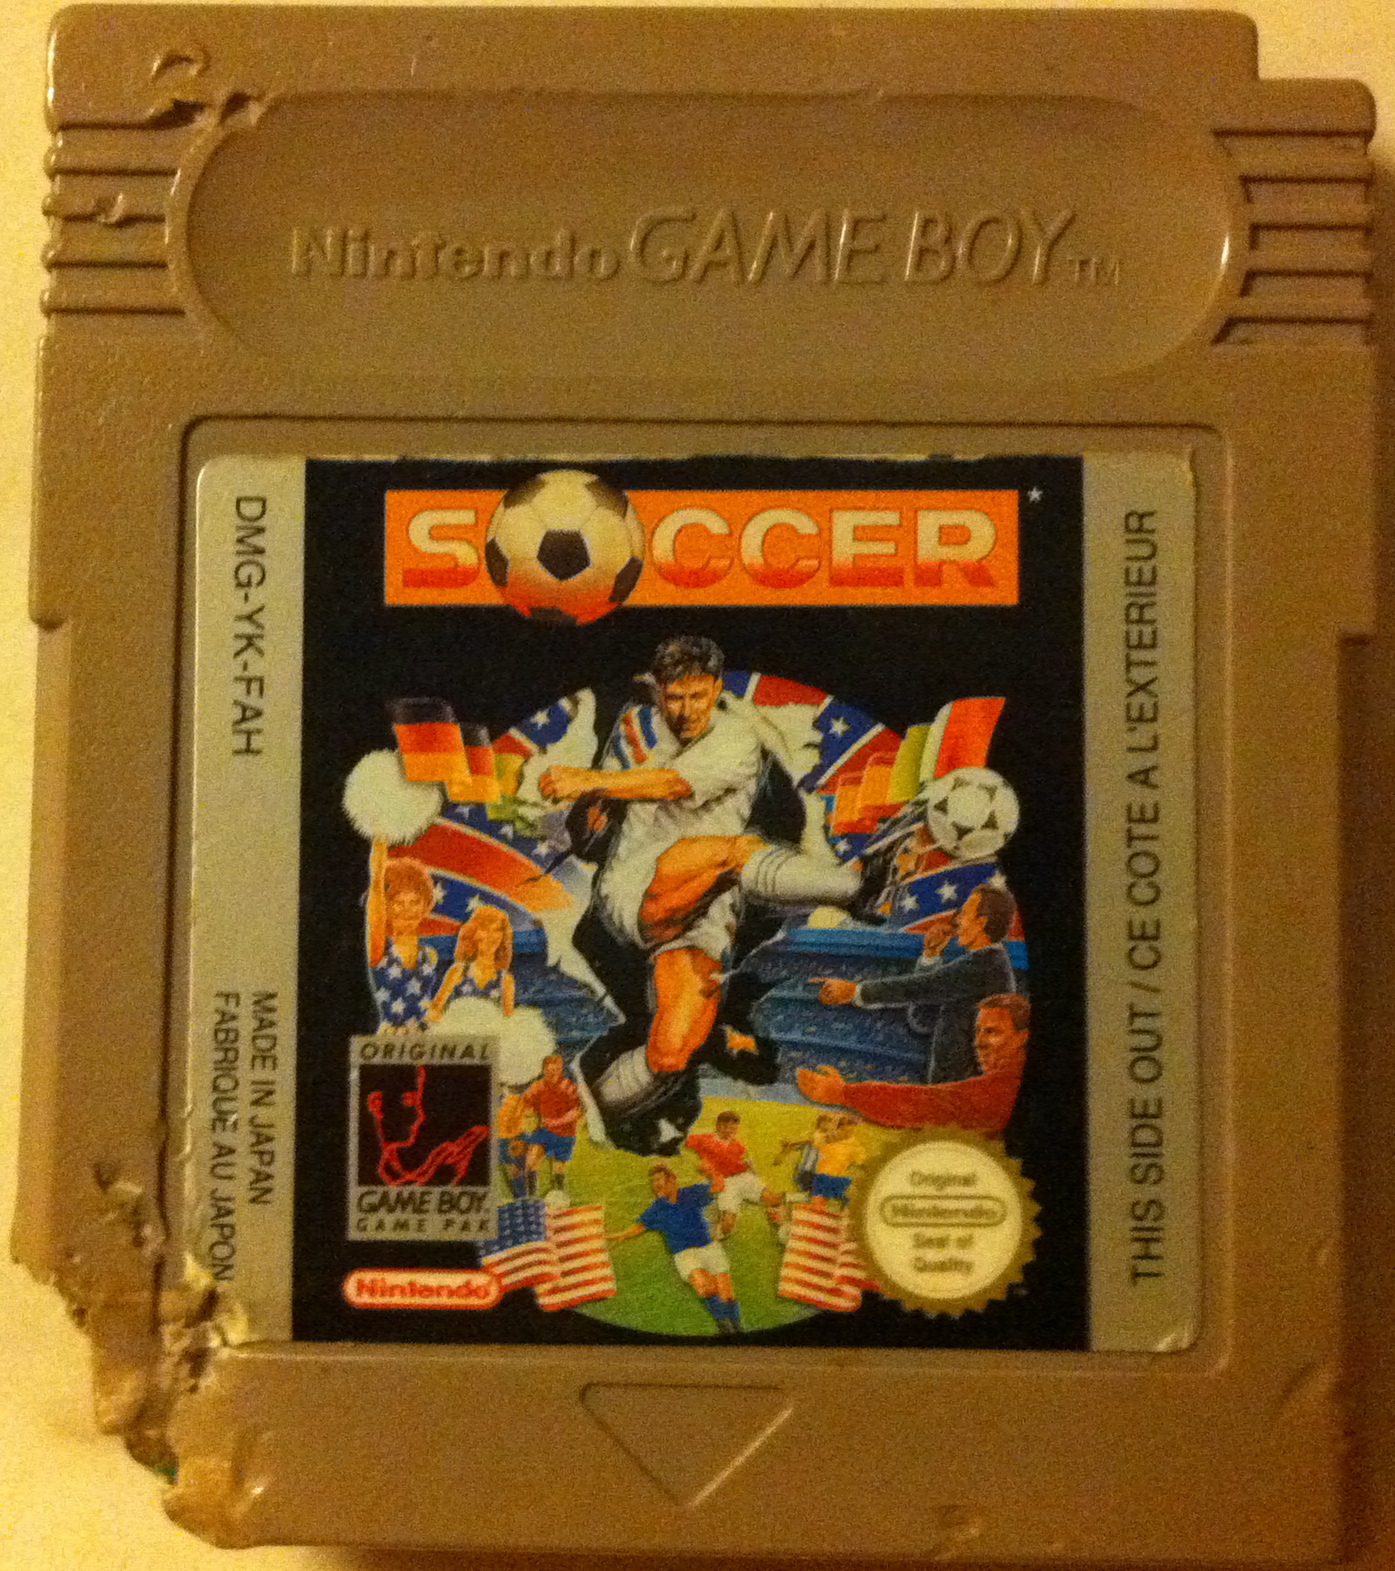 Nintendo GAME BOY TM
SOCCER *
DMG-YK-FAH
MADE IN JAPAN
FABRIQUE AU JAPON
THIS SIDE OUT / CE COTE A L'EXTERIEUR
ORIGINAL
GAME BOY
GAME PAK
Nintendo
Original
Nintendo
Seal of
Quality